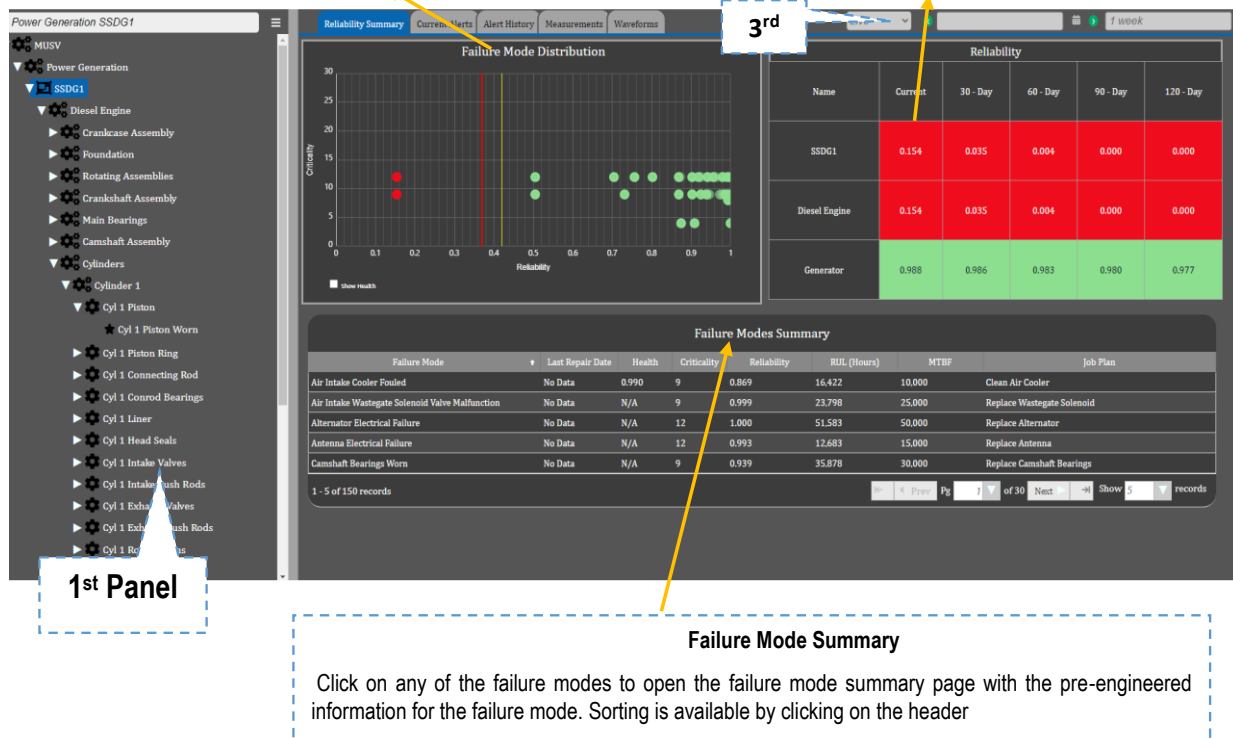 Power Generation SSDG1
MUSV
Power Generation
SSDG1
Diesel Engine
Crankcase Assembly
Foundation
Rotating Assemblies
Crankshaft Assembly
Main Bearings
Camshaft Assembly
Cylinders
Cylinder 1
Cyl 1 Piston
Cyl 1 Piston Worn
Cyl 1 Piston Ring
Cyl 1 Connecting Rod
Cyl 1 Conrod Bearings
Cyl 1 Liner
Cyl 1 Head Seals
Cyl 1 Intake Valves
Cyl 1 Intake Push Rods
Cyl 1 Exha Valves
Cyl 1 Exh ush Rods
Cyl 1 Ro s
1st Panel
Reliability Summary Current Alerts Alert History Measurements Waveforms
3rd
1 week
Failure Mode Distribution
Criticality
30
25
20
15
10
5
0
0 0.1 0.2 0.3 0.4 0.5 0.6 0.7 0.8 0.9 1
Reliability
Show Health
Reliability
Name Current 30 - Day 60 - Day 90 - Day 120 - Day
SSDG1 0.154 0.035 0.004 0.000 0.000
Diesel Engine 0.154 0.035 0.004 0.000 0.000
Generator 0.988 0.986 0.983 0.980 0.977
Failure Modes Summary
Failure Mode Last Repair Date Health Criticality Reliability RUL (Hours) MTBF Job Plan
Air Intake Cooler Fouled No Data 0.990 9 0.869 16,422 10,000 Clean Air Cooler
Air Intake Wastegate Solenoid Valve Malfunction No Data N/A 9 0.999 23,798 25,000 Replace Wastegate Solenoid
Alternator Electrical Failure No Data N/A 12 1.000 51,583 50,000 Replace Alternator
Antenna Electrical Failure No Data N/A 12 0.993 12,683 15,000 Replace Antenna
Camshaft Bearings Worn No Data N/A 9 0.939 35,878 30,000 Replace Camshaft Bearings
1 - 5 of 150 records Prev Pg 1 of 30 Next Show 5 records
Failure Mode Summary
Click on any of the failure modes to open the failure mode summary page with the pre-engineered
information for the failure mode. Sorting is available by clicking on the header